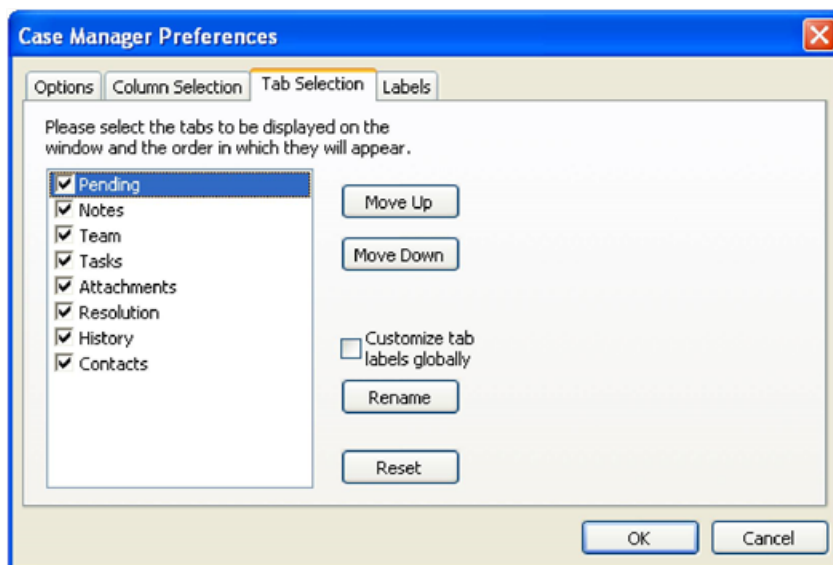 Case Manager Preferences
Options Column Selection Tab Selection Labels
Please select the tabs to be displayed on the
window and the order in which they will appear.
Pending
Notes
Team
Tasks
Attachments
Resolution
History
Contacts
Move Up
Move Down
Customize tab
labels globally
Rename
Reset
OK Cancel